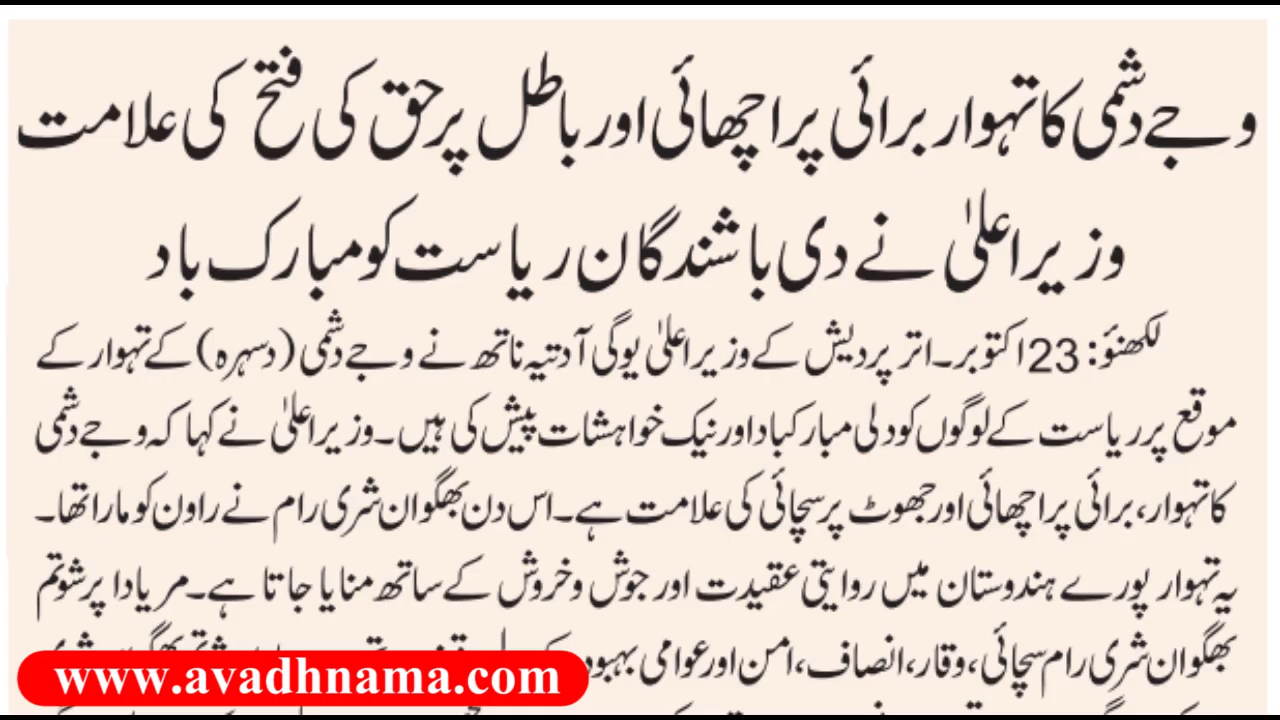 وجے دشمی کا تہوار برائی پر اچھائی اور باطل پر حق کی فتح کی علامت
وزیر اعلیٰ نے دی باشندگان ریاست کو مبارک باد
لکھنؤ: 23 اکتوبر۔ اتر پردیش کے وزیر اعلیٰ یوگی آدتیہ ناتھ نے وجے دشمی (دسہرہ) کے تہوار کے
موقع پر ریاست کے لوگوں کو دلی مبارکباد اور نیک خواہشات پیش کی ہیں۔ وزیر اعلیٰ نے کہا کہ وجے دشمی
کا تہوار، برائی پر اچھائی اور جھوٹ پر سچائی کی علامت ہے۔ اس دن بھگوان شری رام نے راون کو مارا تھا۔
یہ تہوار پورے ہندوستان میں روایتی عقیدت اور جوش و خروش کے ساتھ منایا جاتا ہے۔ مریادا پرشوتم
بھگوان شری رام سچائی، وقار، انصاف، امن اور عوامی بہبود
www.avadhnama.com